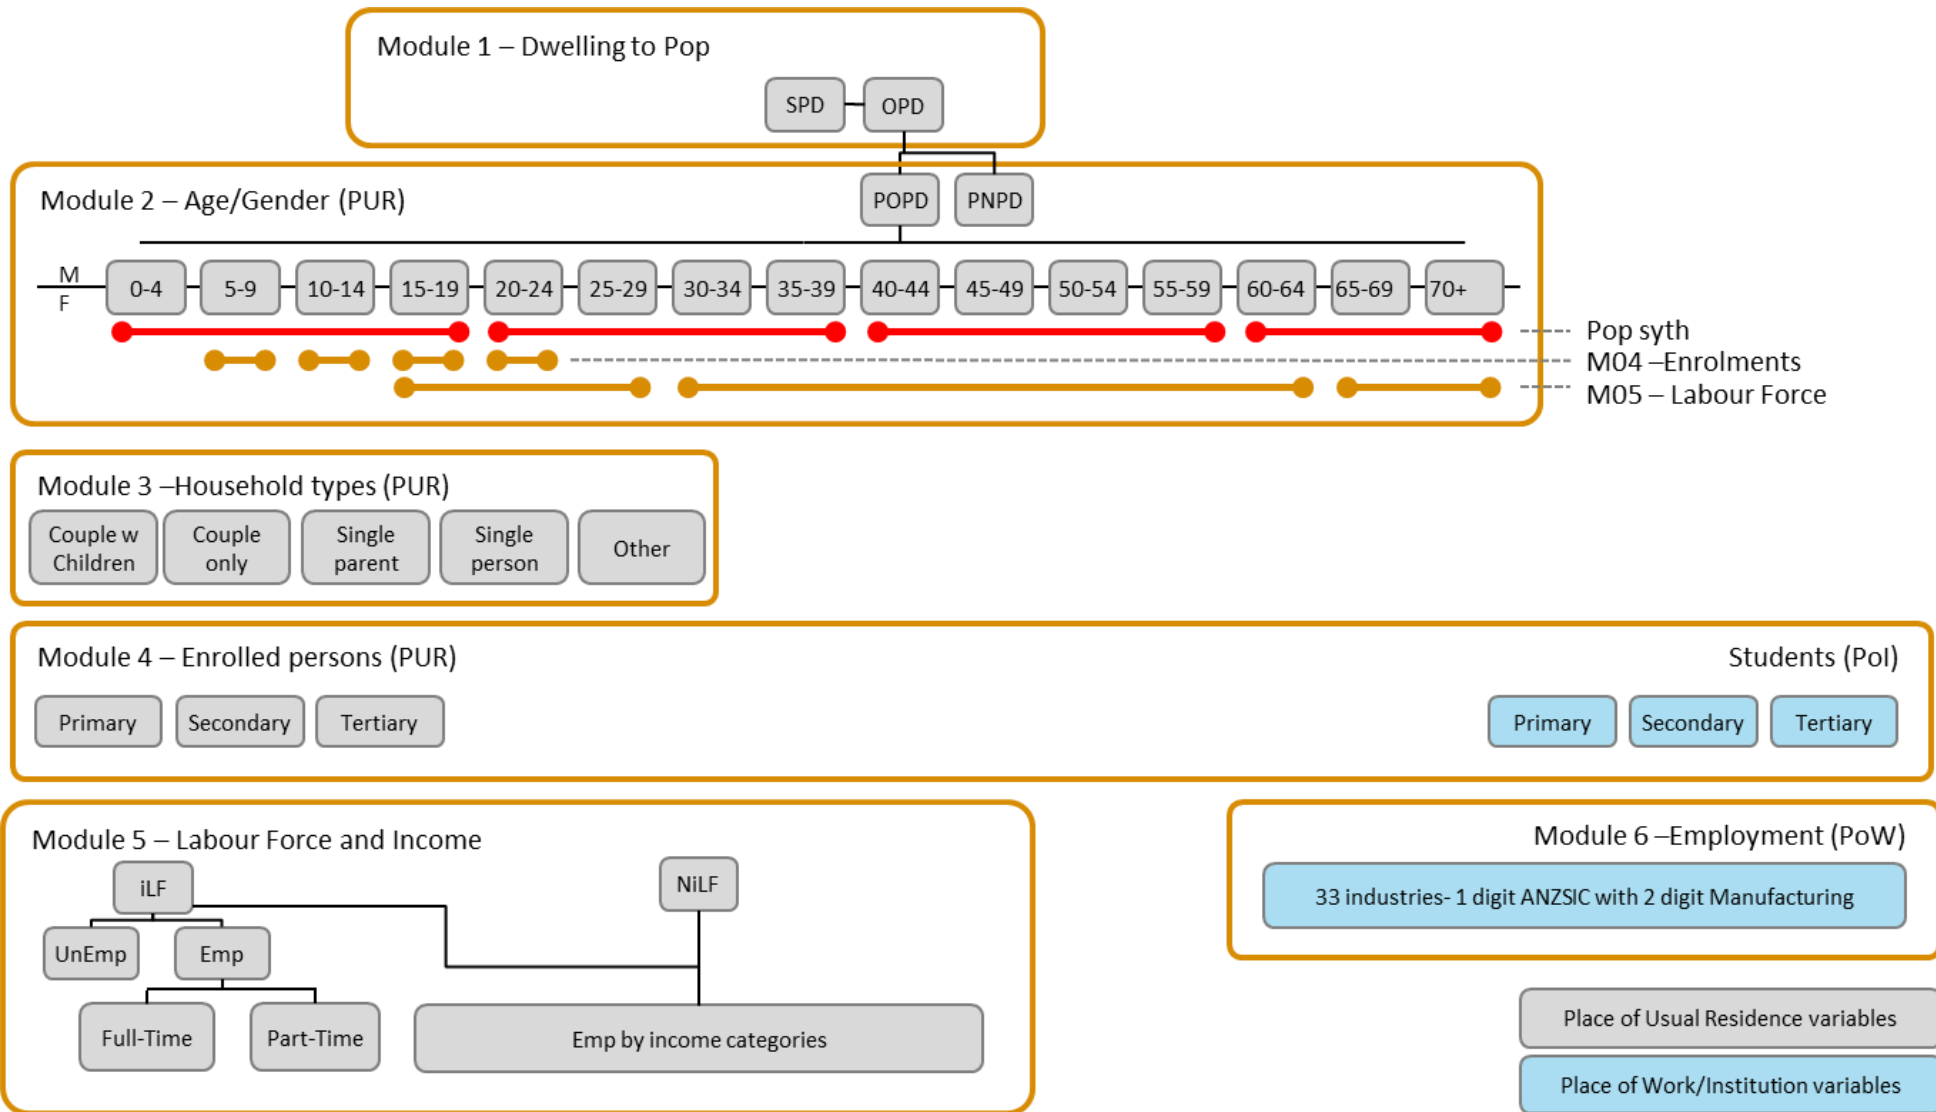 Module 1 – Dwelling to Pop
SPD
OPD
Module 2 – Age/Gender (PUR)
POPD
PNPD
M
F
0-4
5-9
10-14
15-19
20-24
25-29
30-34
35-39
40-44
45-49
50-54
55-59
60-64
65-69
70+
Pop syth
M04 –Enrolments
M05 – Labour Force
Module 3 –Household types (PUR)
Couple w
Children
Couple
only
Single
parent
Single
person
Other
Module 4 – Enrolled persons (PUR)
Students (PoI)
Primary
Secondary
Tertiary
Primary
Secondary
Tertiary
Module 5 – Labour Force and Income
iLF
NiLF
UnEmp
Emp
Full-Time
Part-Time
Emp by income categories
Module 6 –Employment (PoW)
33 industries- 1 digit ANZSIC with 2 digit Manufacturing
Place of Usual Residence variables
Place of Work/Institution variables